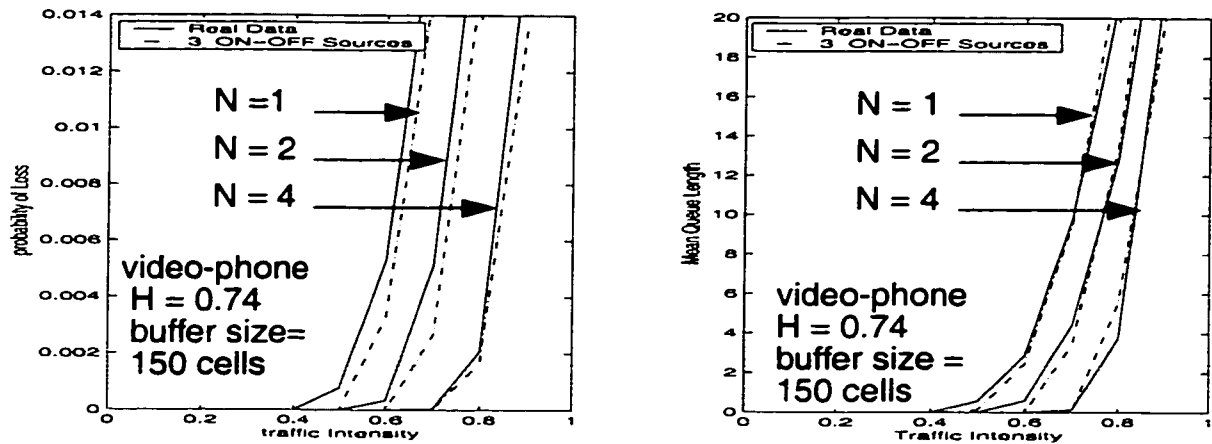 0.014
Real Data
3 ON-OFF Sources
0.012
N =1
0.01
N = 2
0.008
N = 4
0.006
probability of Loss
0.004
video-phone
H = 0.74
buffer size=
150 cells
0.002
0
0 0.2 0.4 0.6 0.8 1
traffic Intensity
20
Real Data
3 ON-OFF Sources
18
16
N = 1
14
N = 2
12
N = 4
10
Mean Queue Length
8
6
video-phone
H = 0.74
buffer size =
150 cells
4
2
0
0 0.2 0.4 0.6 0.8 1
Traffic Intensity